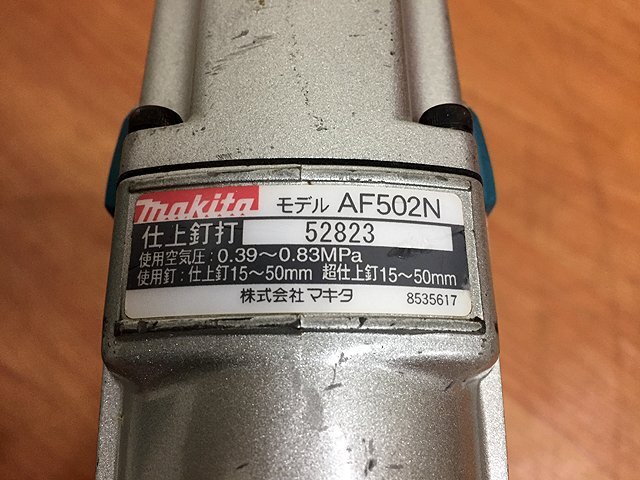 makita モデル AF502N
仕上釘打 52823
使用空気圧：0.39～0.83MPa
使用釘：仕上釘15～50mm 超仕上釘15～50mm
株式会社 マキタ 8535617